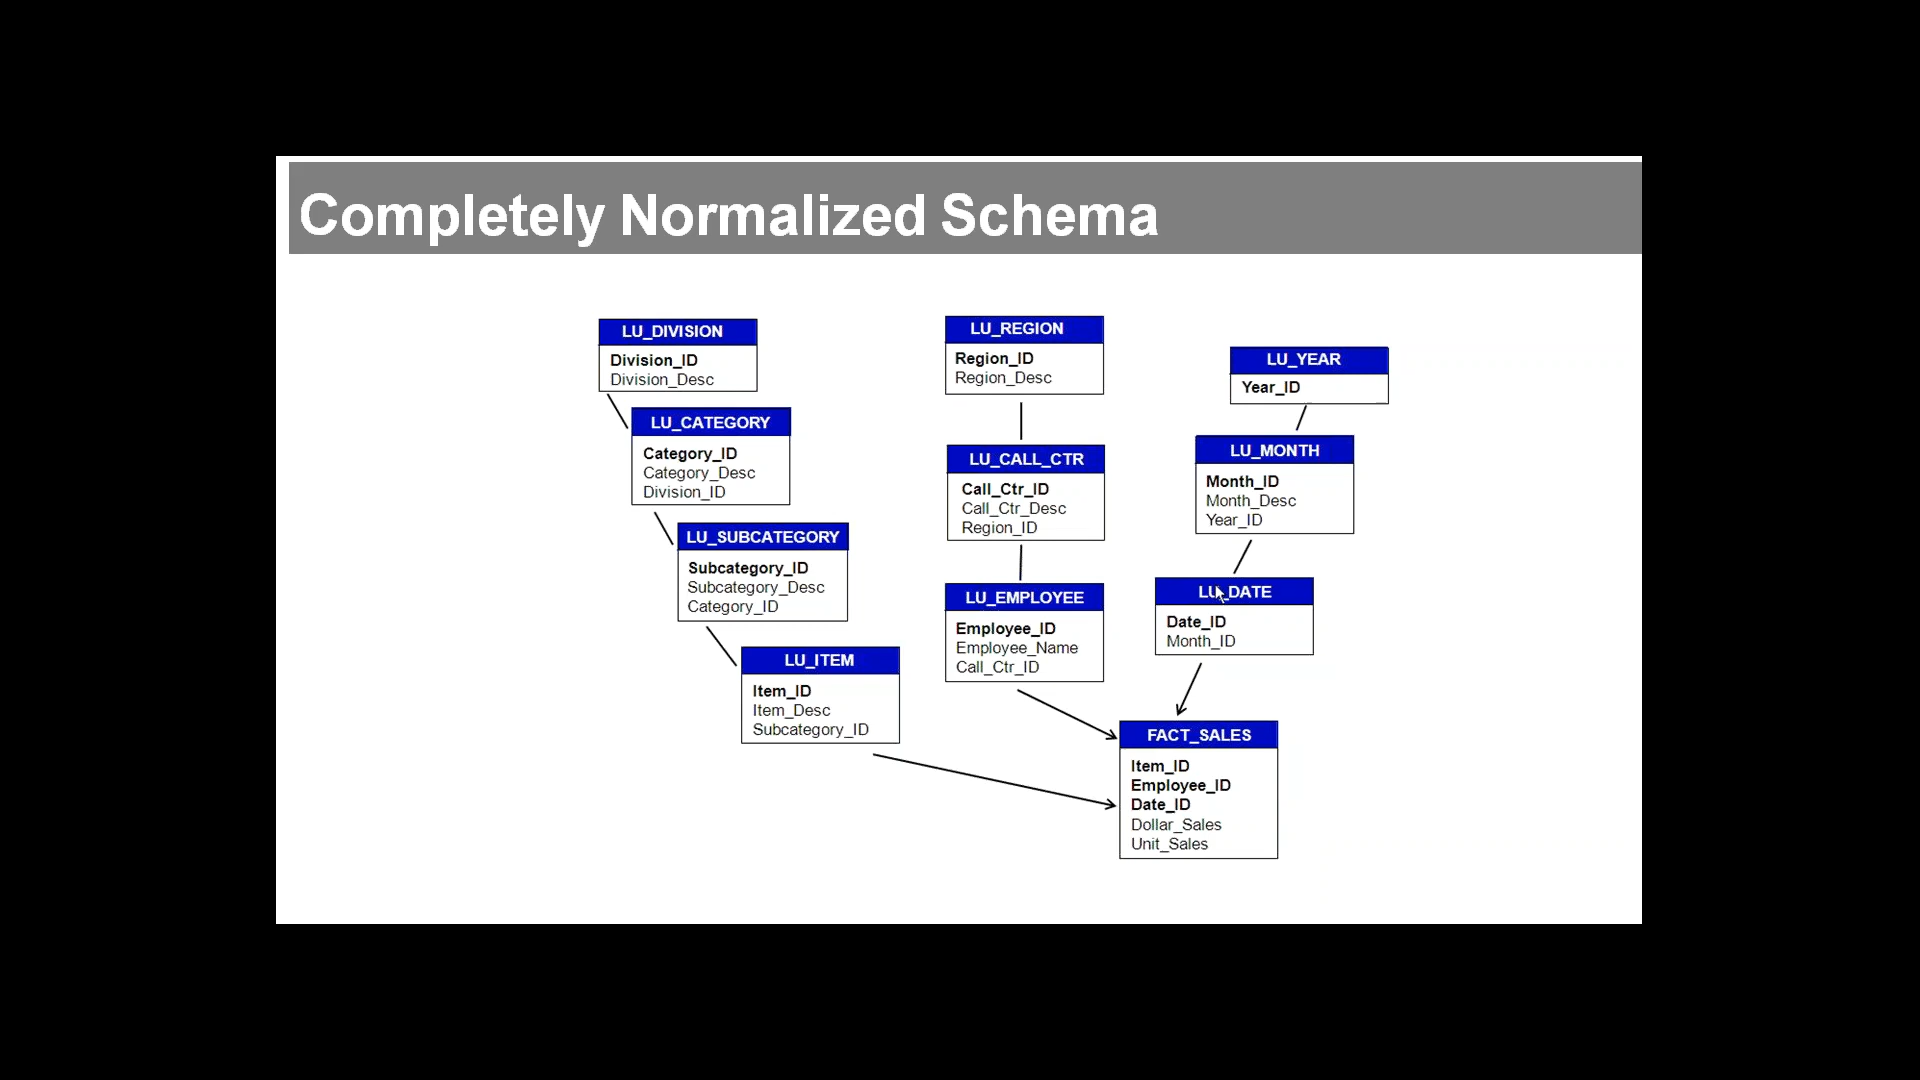 Completely Normalized Schema
LU_DIVISION
Division_ID
Division_Desc
LU_CATEGORY
Category_ID
Category_Desc
Division_ID
LU_SUBCATEGORY
Subcategory_ID
Subcategory_Desc
Category_ID
LU_ITEM
Item_ID
Item_Desc
Subcategory_ID
LU_REGION
Region_ID
Region_Desc
LU_CALL_CTR
Call_Ctr_ID
Call_Ctr_Desc
Region_ID
LU_EMPLOYEE
Employee_ID
Employee_Name
Call_Ctr_ID
LU_YEAR
Year_ID
LU_MONTH
Month_ID
Month_Desc
Year_ID
LU_DATE
Date_ID
Month_ID
FACT_SALES
Item_ID
Employee_ID
Date_ID
Dollar_Sales
Unit_Sales